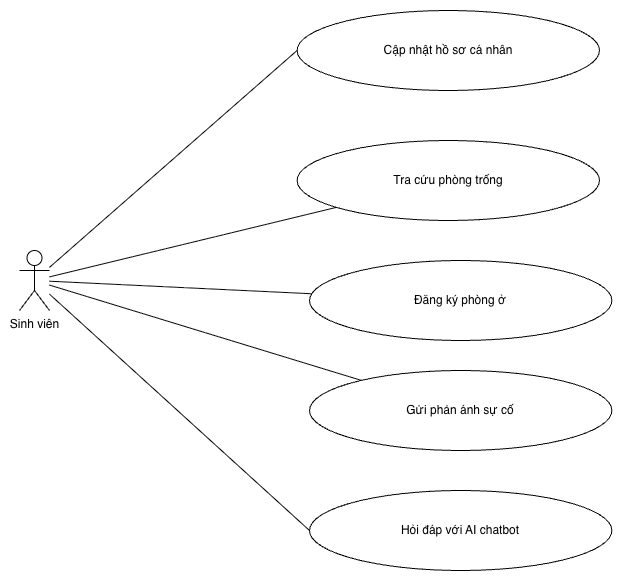 Cập nhật hồ sơ cá nhân
Tra cứu phòng trống
Đăng ký phòng ở
Sinh viên
Gửi phản ánh sự cố
Hỏi đáp với AI chatbot